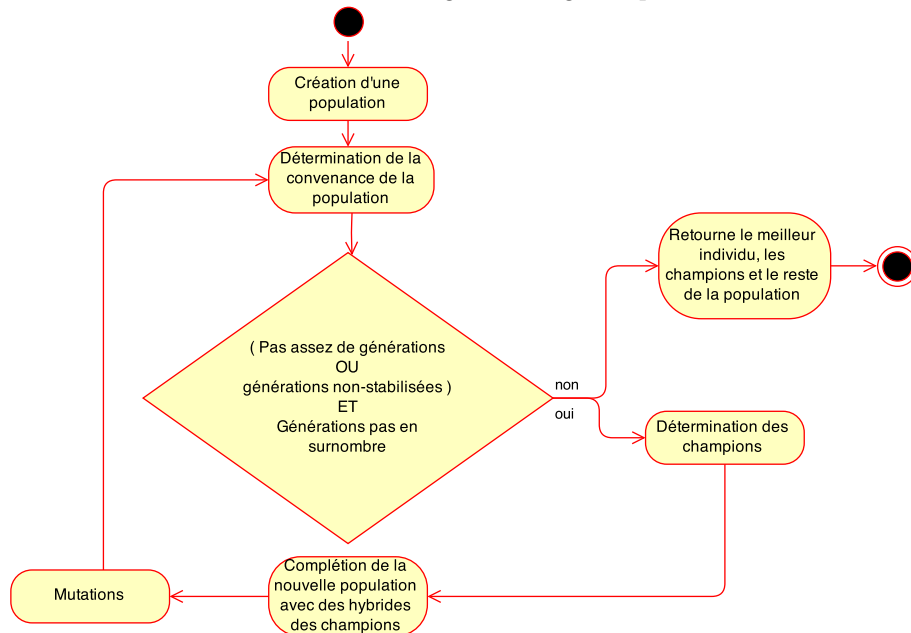 Création d'une
population
Détermination de la
convenance de la
population
Retourne le meilleur
individu, les
champions et le reste
de la population
( Pas assez de générations
OU
générations non-stabilisées )
ET
Générations pas en
surnombre
non
oui
Détermination des
champions
Complétion de la
nouvelle population
avec des hybrides
des champions
Mutations